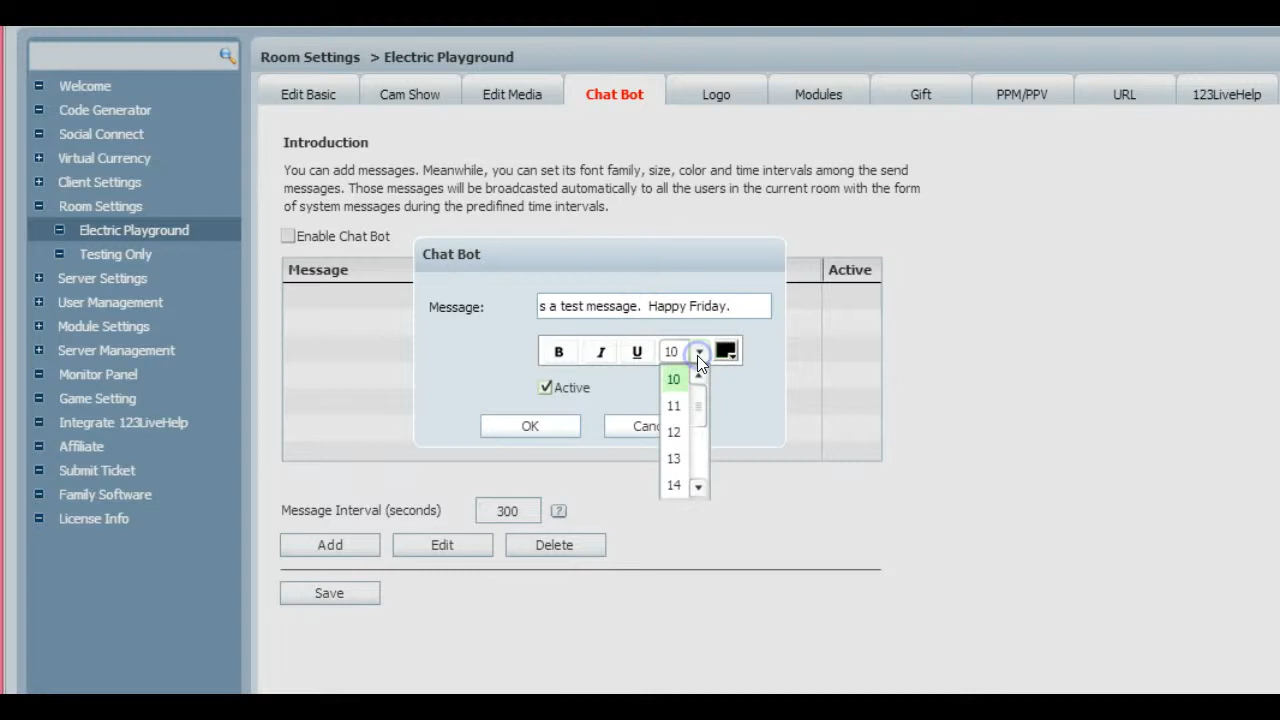 Room Settings > Electric Playground
Welcome
Code Generator
Social Connect
Virtual Currency
Client Settings
Room Settings
Electric Playground
Testing Only
Server Settings
User Management
Module Settings
Server Management
Monitor Panel
Game Setting
Integrate 123LiveHelp
Affiliate
Submit Ticket
Family Software
License Info
Edit Basic
Cam Show
Edit Media
Chat Bot
Logo
Modules
Gift
PPM/PPV
URL
123LiveHelp
Introduction
You can add messages. Meanwhile, you can set its font family, size, color and time intervals among the send
messages. Those messages will be broadcasted automatically to all the users in the current room with the form
of system messages during the predifined time intervals.
Enable Chat Bot
Message
Active
Chat Bot
Message:
s a test message. Happy Friday.
B I U 10
10
11
12
13
14
Active
OK
Canc
Message Interval (seconds) 300 ?
Add
Edit
Delete
Save